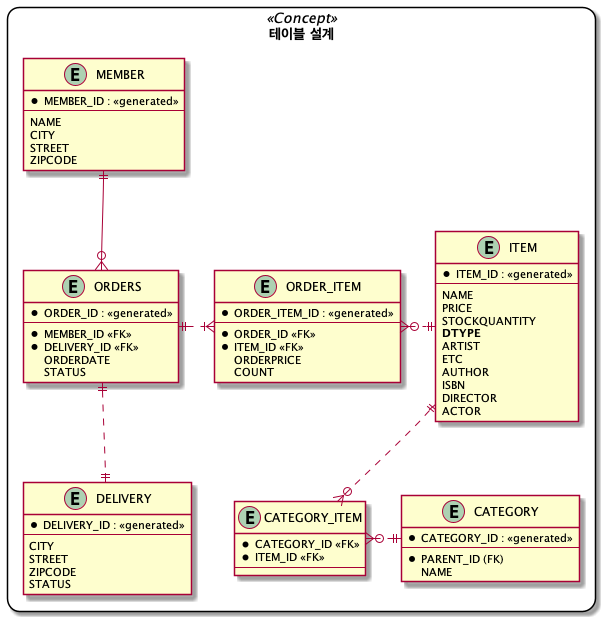 «Concept»
테이블 설계
E MEMBER
MEMBER_ID : «generated»
NAME
CITY
STREET
ZIPCODE
E ORDERS
ORDER_ID : «generated»
MEMBER_ID «FK»
DELIVERY_ID «FK»
ORDERDATE
STATUS
E ORDER_ITEM
ORDER_ITEM_ID : «generated»
ORDER_ID «FK»
ITEM_ID «FK»
ORDERPRICE
COUNT
E ITEM
ITEM_ID : «generated»
NAME
PRICE
STOCKQUANTITY
DTYPE
ARTIST
ETC
AUTHOR
ISBN
DIRECTOR
ACTOR
E DELIVERY
DELIVERY_ID : «generated»
CITY
STREET
ZIPCODE
STATUS
E CATEGORY_ITEM
CATEGORY_ID «FK»
ITEM_ID «FK»
E CATEGORY
CATEGORY_ID : «generated»
PARENT_ID (FK)
NAME